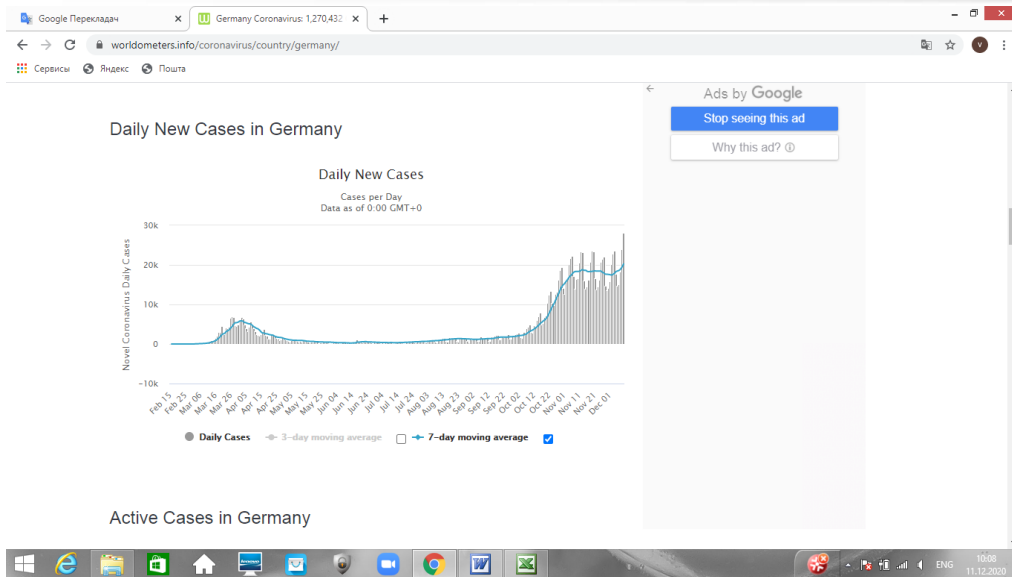 Google Перекладач
Germany Coronavirus: 1,270,432
worldometers.info/coronavirus/country/germany/
Сервисы Яндекс Пошта
Ads by Google
Stop seeing this ad
Why this ad?
Daily New Cases in Germany
Daily New Cases
Cases per Day
Data as of 0:00 GMT+0
Novel Coronavirus Daily Cases
30k
20k
10k
0
-10k
Feb 15 Feb 25 Mar 06 Mar 16 Mar 26 Apr 05 Apr 15 Apr 25 May 05 May 15 May 25 Jun 04 Jun 14 Jun 24 Jul 04 Jul 14 Jul 24 Aug 03 Aug 13 Aug 23 Sep 02 Sep 12 Sep 22 Oct 02 Oct 12 Oct 22 Nov 01 Nov 11 Nov 21 Dec 01
Daily Cases 3-day moving average 7-day moving average
Active Cases in Germany
ENG
10:08
11.12.2020